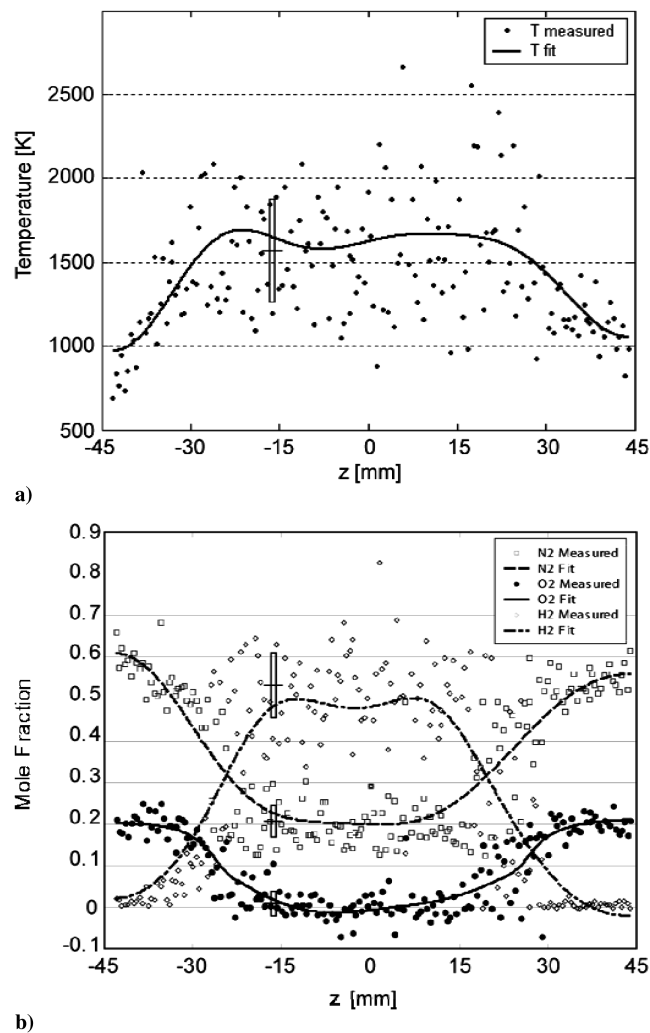 T measured
T fit
2500
2000
1500
1000
500
Temperature [K]
-45 -30 -15 0 15 30 45
z [mm]
a)
0.9
0.8
0.7
0.6
0.5
0.4
0.3
0.2
0.1
0
-0.1
Mole Fraction
N2 Measured
N2 Fit
O2 Measured
O2 Fit
H2 Measured
H2 Fit
-45 -30 -15 0 15 30 45
z [mm]
b)